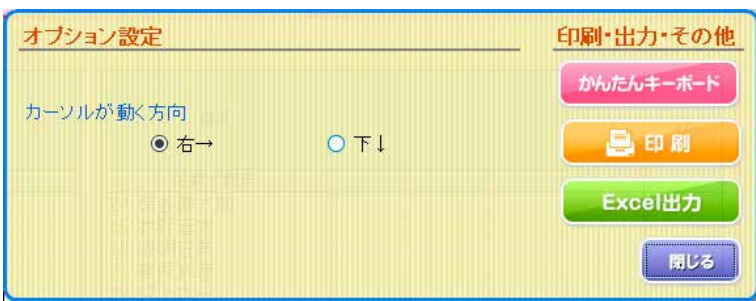 オプション設定
カーソルが動く方向
右→ 下↓
印刷・出力・その他
かんたんキーボード
印刷
Excel出力
閉じる